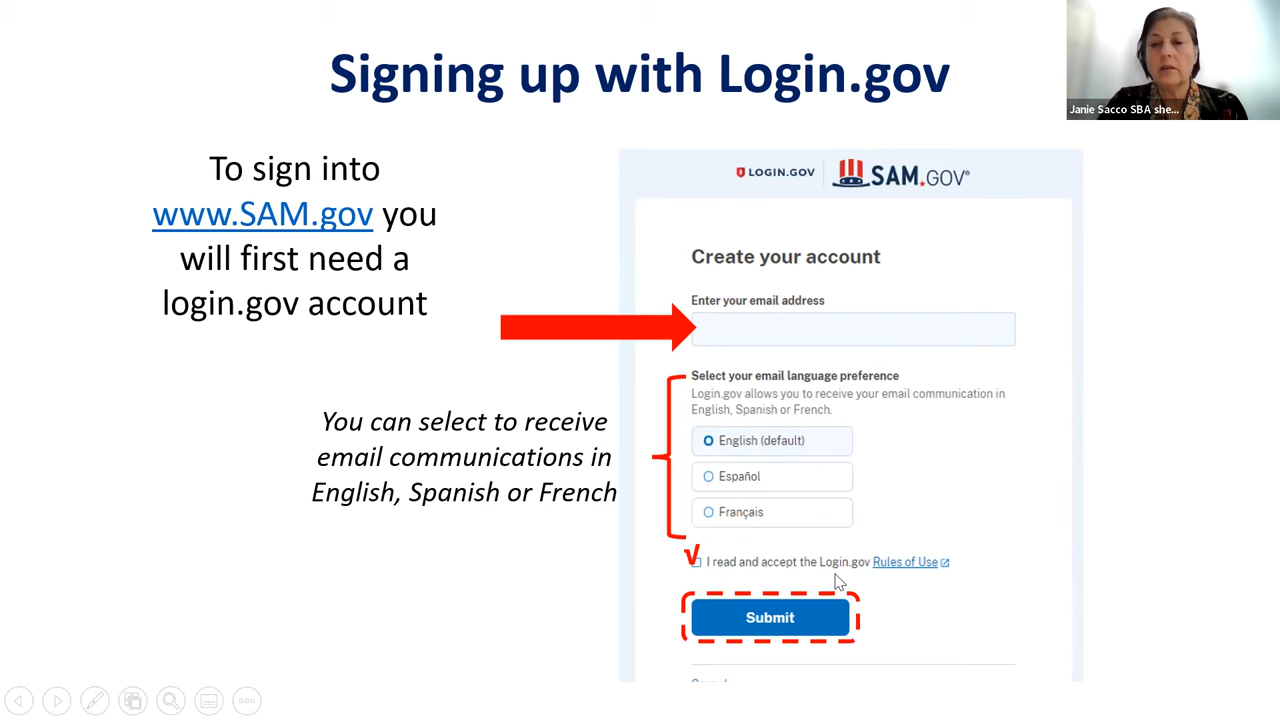 Signing up with Login.gov
Janie Sacco SBA she...
To sign into
www.SAM.gov you
will first need a
login.gov account
You can select to receive
email communications in
English, Spanish or French
LOGIN.GOV
SAM.GOV®
Create your account
Enter your email address
Select your email language preference
Login.gov allows you to receive your email communication in
English, Spanish or French.
English (default)
Español
Français
√
I read and accept the Login.gov Rules of Use
Submit